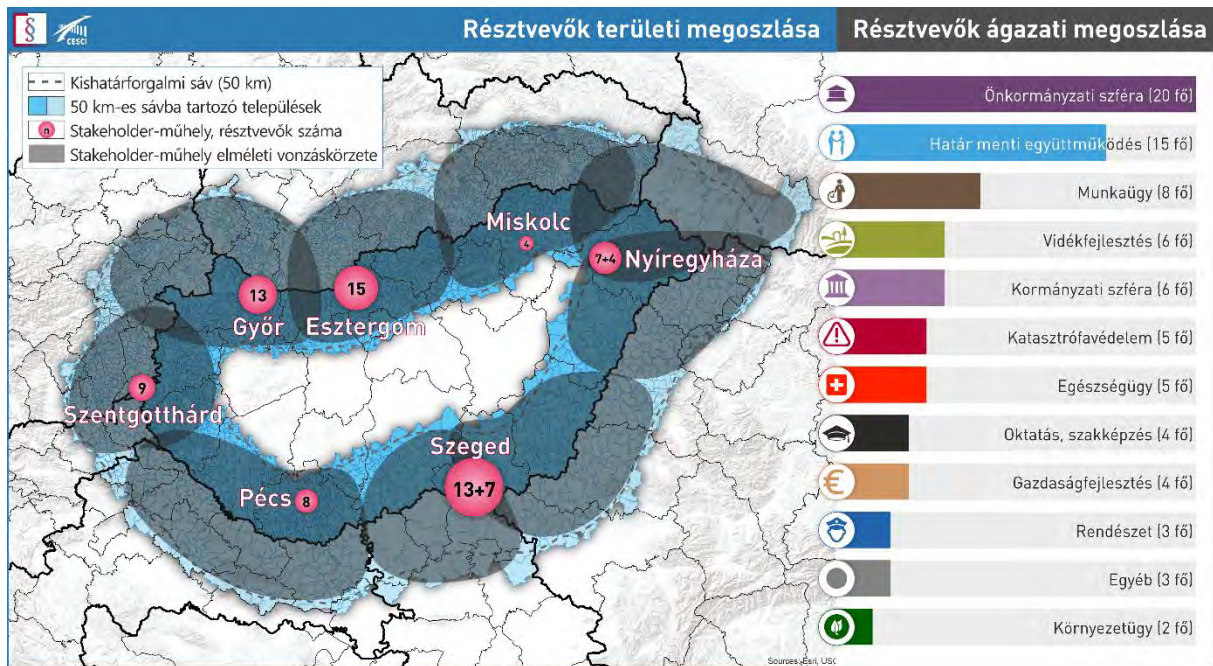 §
CESCI
Résztvevők területi megoszlása
Résztvevők ágazati megoszlása
Kishatárforgalmi sáv (50 km)
50 km-es sávba tartozó települések
n
Stakeholder-műhely, résztvevők száma
Stakeholder-műhely elméleti vonzáskörzete
Miskolc
4
7+4
Nyíregyháza
13
Győr
15
Esztergom
9
Szentgotthárd
Szeged
13+7
Pécs
8
Önkormányzati szféra (20 fő)
Határ menti együttműködés (15 fő)
Munkaügy (8 fő)
Vidékfejlesztés (6 fő)
Kormányzati szféra (6 fő)
Katasztrófavédelem (5 fő)
Egészségügy (5 fő)
Oktatás, szakképzés (4 fő)
€
Gazdaságfejlesztés (4 fő)
Rendészet (3 fő)
Egyéb (3 fő)
Környezetügy (2 fő)
Sources: Esri, USG